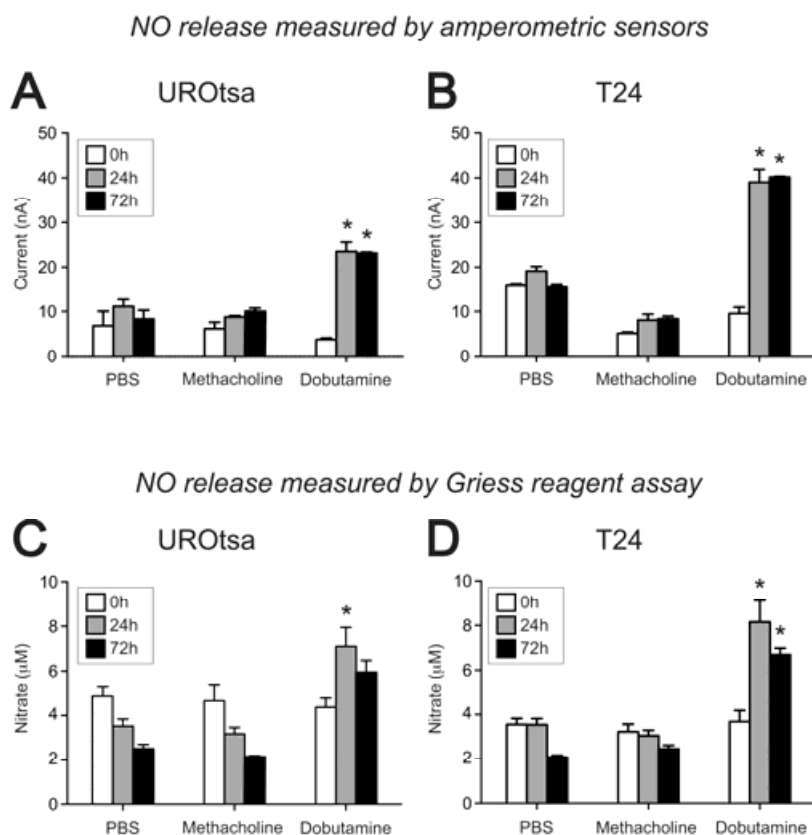 NO release measured by amperometric sensors
A
UROtsa
50
40
30
20
10
0
Current (nA)
0h
24h
72h
*
*
PBS
Methacholine
Dobutamine
B
T24
50
40
30
20
10
0
Current (nA)
0h
24h
72h
*
*
PBS
Methacholine
Dobutamine
NO release measured by Griess reagent assay
C
UROtsa
10
8
6
4
2
0
Nitrate (μM)
0h
24h
72h
*
PBS
Methacholine
Dobutamine
D
T24
10
8
6
4
2
0
Nitrate (μM)
0h
24h
72h
*
*
PBS
Methacholine
Dobutamine